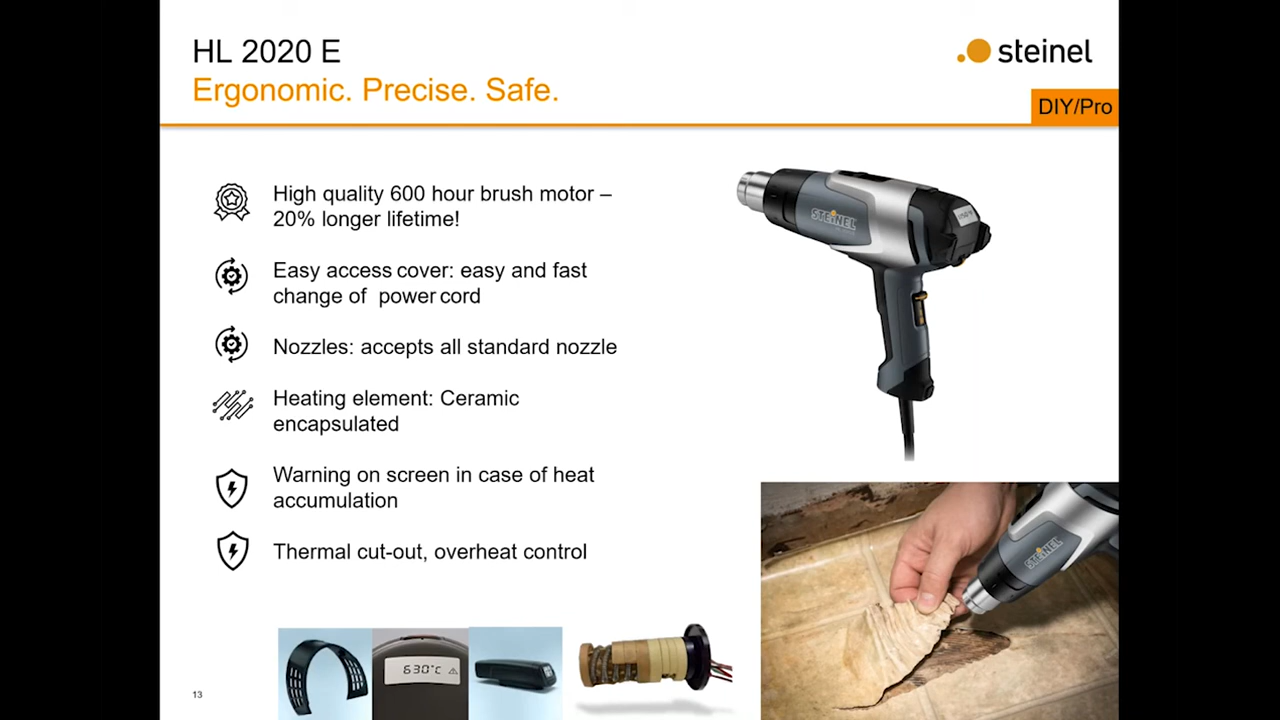 HL 2020 E
steinel
Ergonomic. Precise. Safe.
DIY/Pro
High quality 600 hour brush motor –
20% longer lifetime!
Easy access cover: easy and fast
change of power cord
Nozzles: accepts all standard nozzle
Heating element: Ceramic
encapsulated
Warning on screen in case of heat
accumulation
Thermal cut-out, overheat control
STEINEL
STEINEL
630°C
13